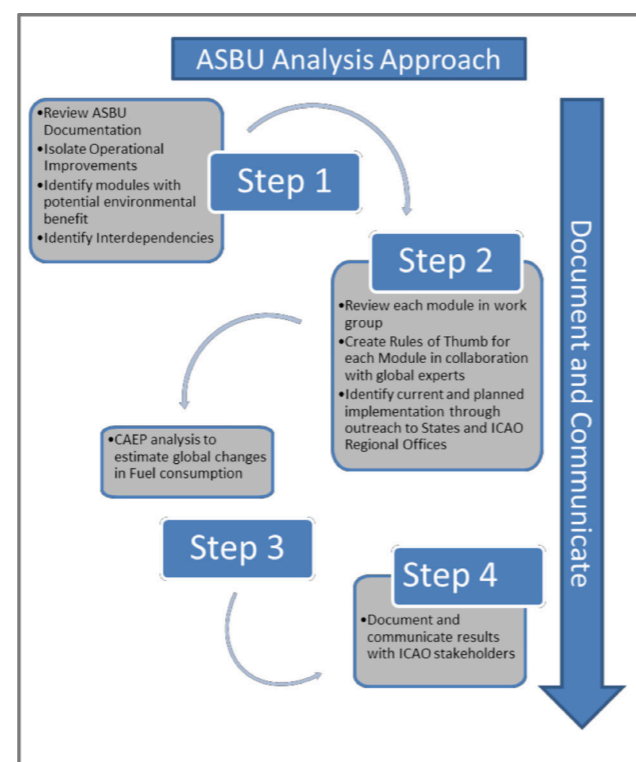 ASBU Analysis Approach
•Review ASBU
Documentation
•Isolate Operational
Improvements
•Identify modules with
potential environmental
benefit
•Identify Interdependencies
Step 1
Step 2
•Review each module in work
group
•Create Rules of Thumb for
each Module in collaboration
with global experts
•Identify current and planned
implementation through
outreach to States and ICAO
Regional Offices
•CAEP analysis to
estimate global changes
in Fuel consumption
Step 3
Step 4
•Document and
communicate results
with ICAO stakeholders
Document and Communicate